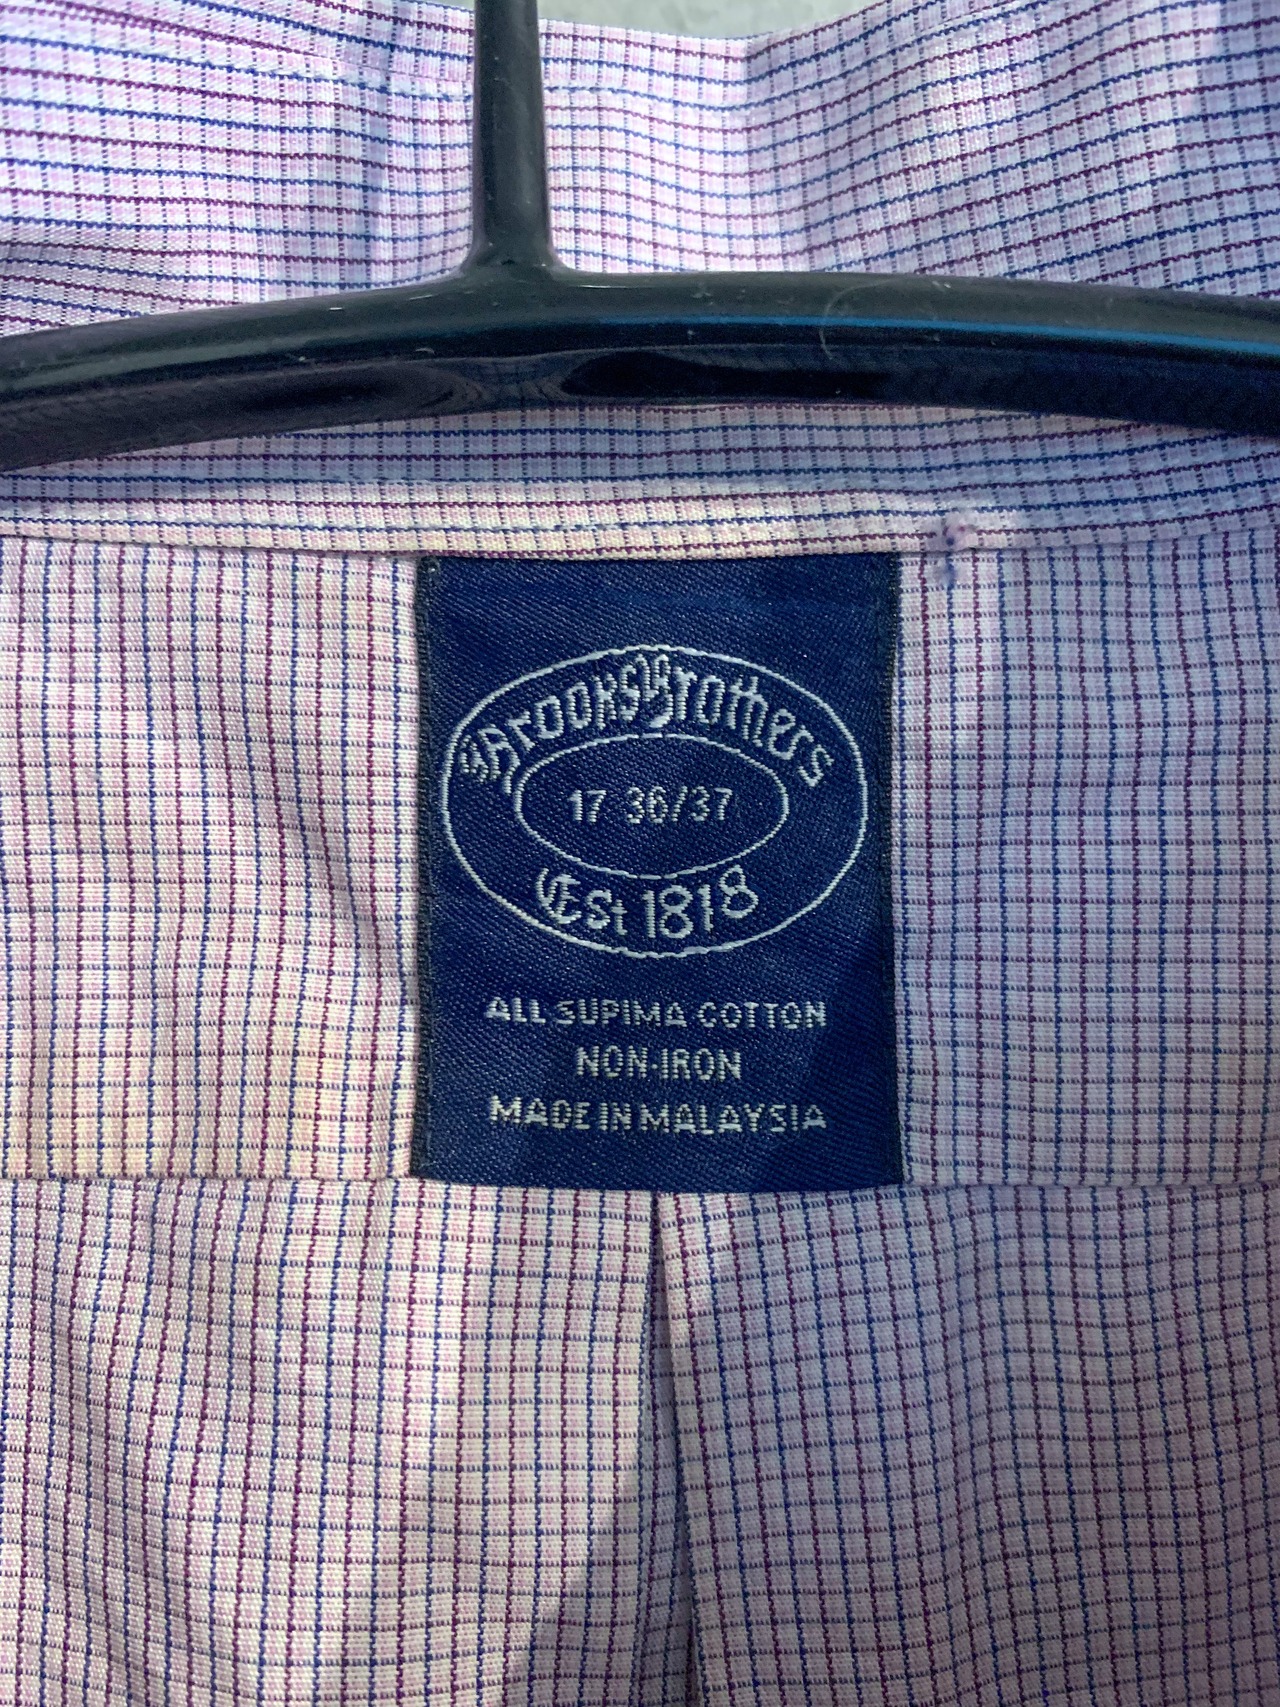 Brooks Brothers
17 36/37
Est 1818
ALL SUPIMA COTTON
NON-IRON
MADE IN MALAYSIA